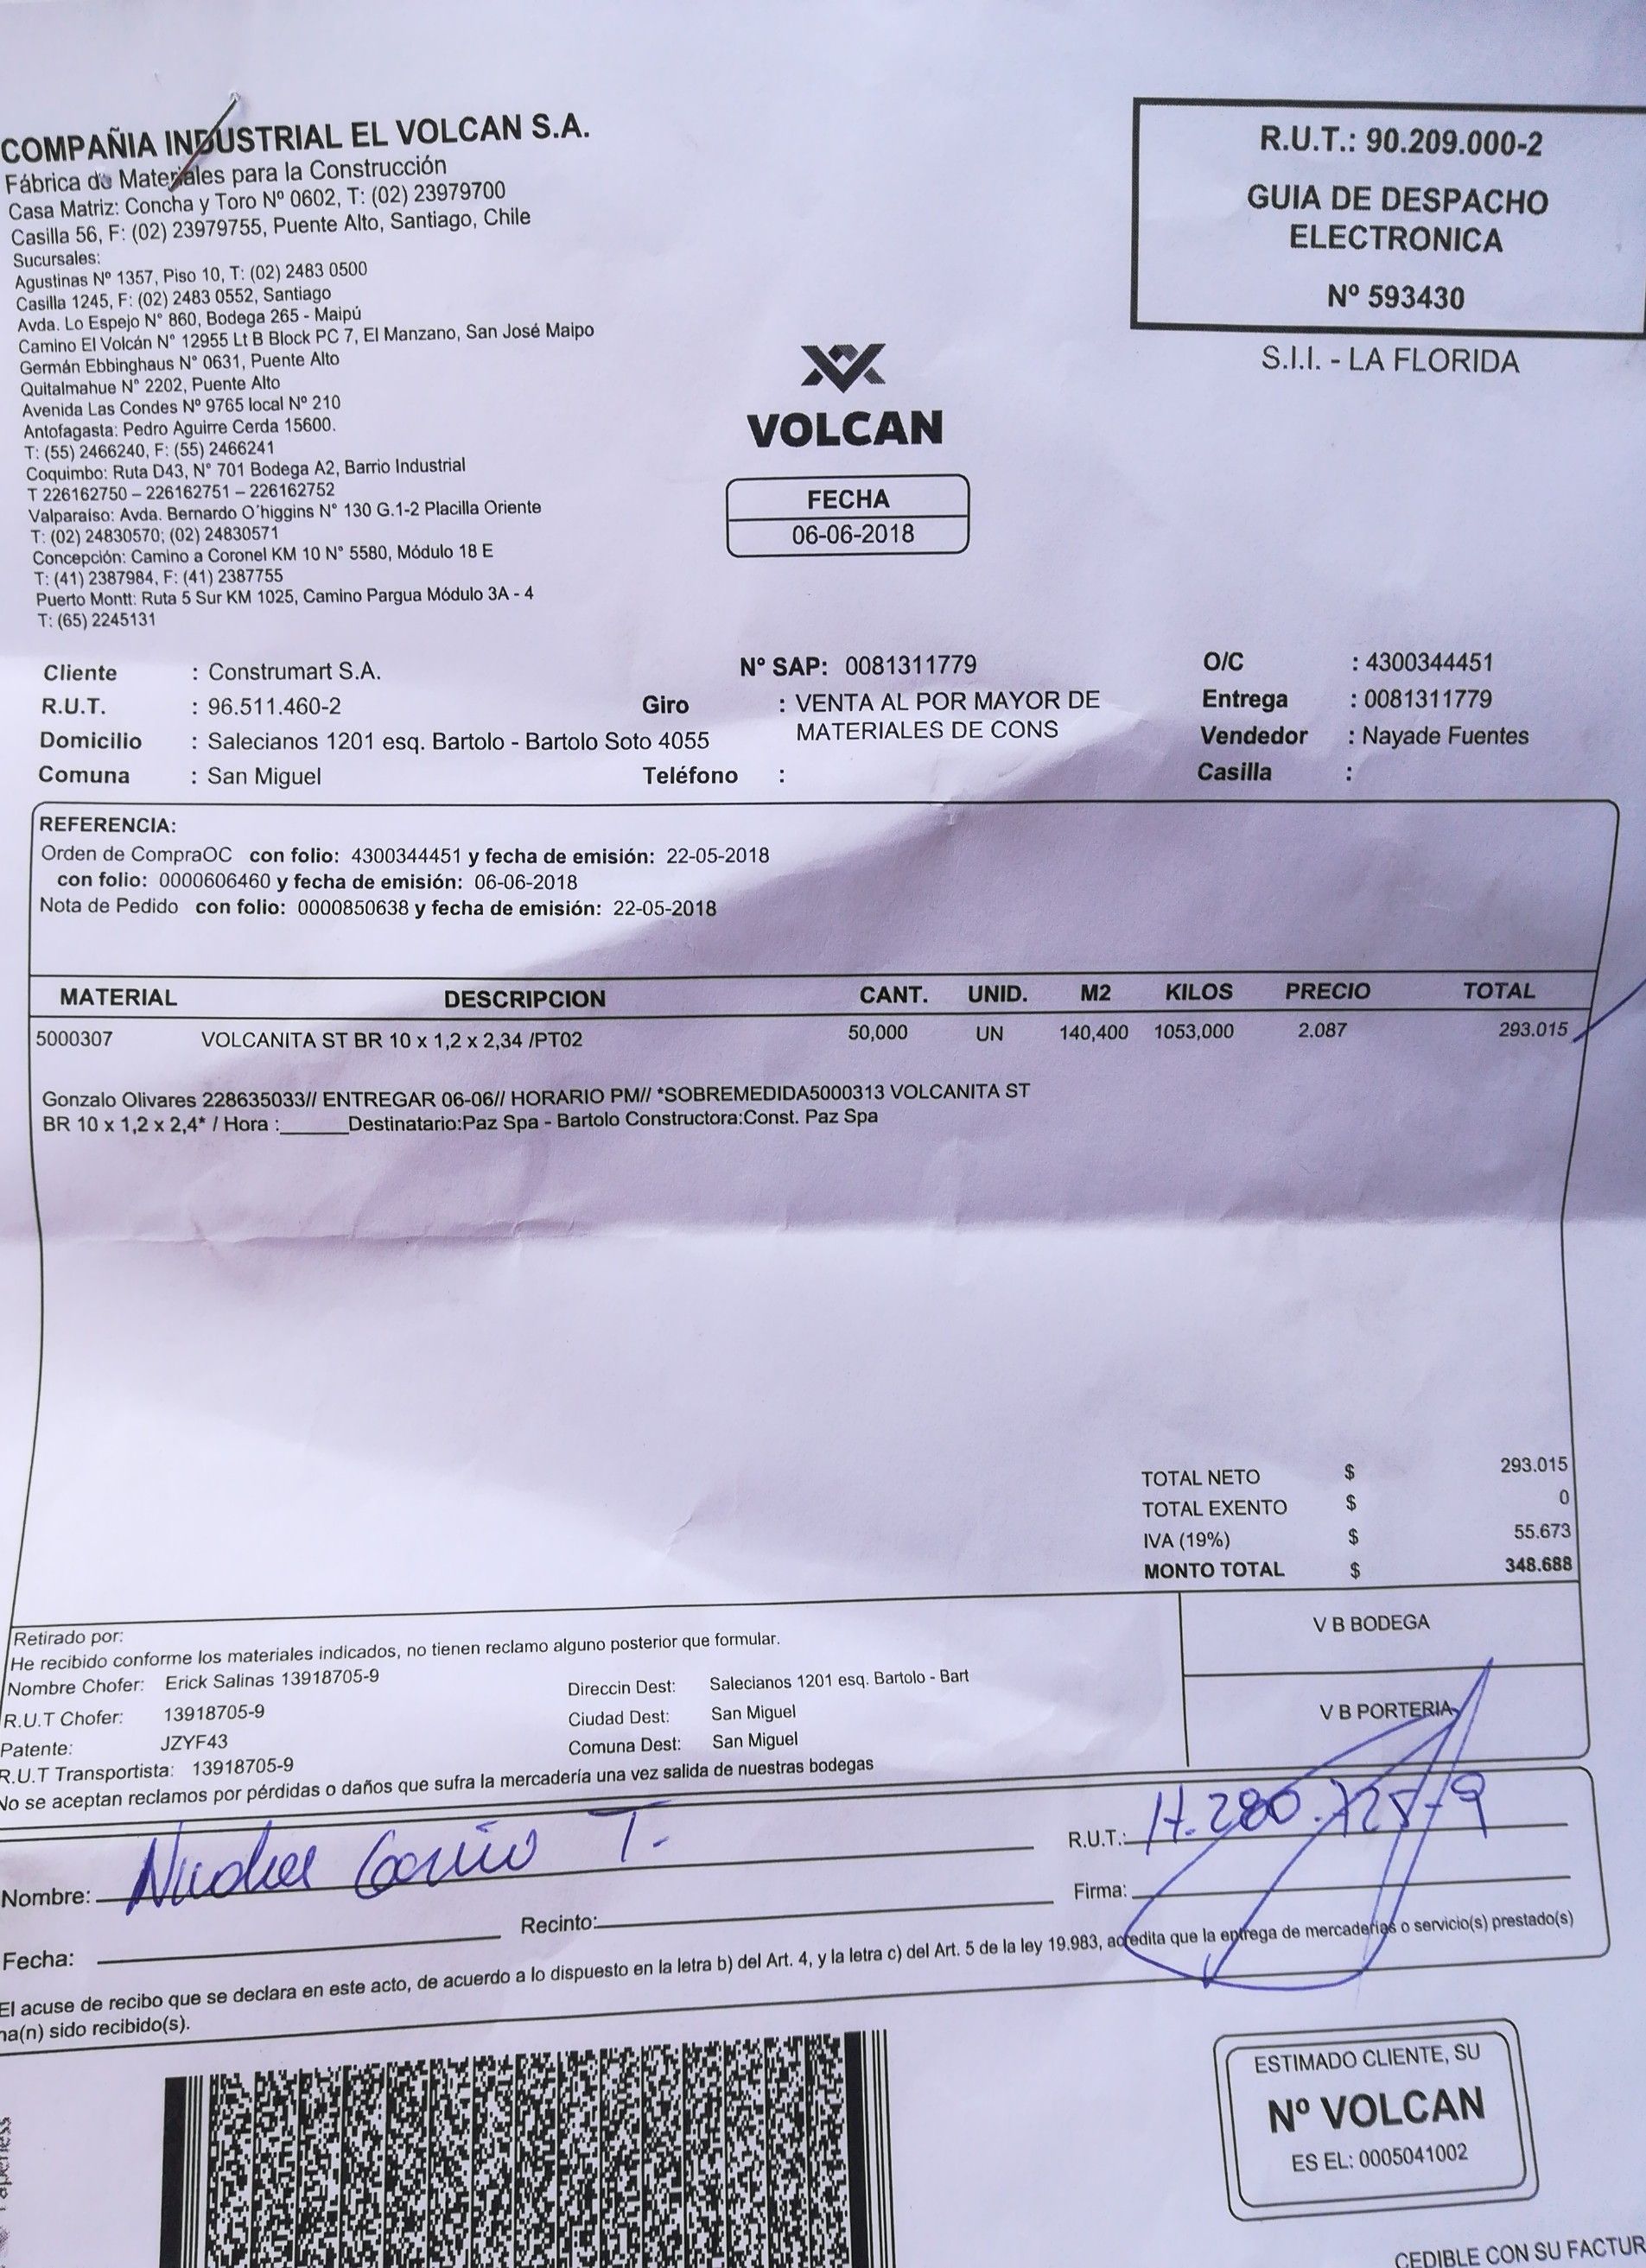 COMPAÑIA INDUSTRIAL EL VOLCAN S.A.
Fábrica de Materiales para la Construcción
Casa Matriz: Concha y Toro Nº 0602, T: (02) 23979700
Casilla 56, F: (02) 23979755, Puente Alto, Santiago, Chile
Sucursales:
Agustinas Nº 1357, Piso 10, T: (02) 2483 0500
Casilla 1245, F: (02) 2483 0552, Santiago
Avda. Lo Espejo N° 860, Bodega 265 - Maipú
Camino El Volcán N° 12955 Lt B Block PC 7, El Manzano, San José Maipo
Germán Ebbinghaus N° 0631, Puente Alto
Quitalmahue N° 2202, Puente Alto
Avenida Las Condes Nº 9765 local Nº 210
Antofagasta: Pedro Aguirre Cerda 15600.
T: (55) 2466240, F: (55) 2466241
Coquimbo: Ruta D43, N° 701 Bodega A2, Barrio Industrial
T 226162750 – 226162751 – 226162752
Valparaíso: Avda. Bernardo O'higgins N° 130 G.1-2 Placilla Oriente
T: (02) 24830570; (02) 24830571
Concepción: Camino a Coronel KM 10 N° 5580, Módulo 18 E
T: (41) 2387984, F: (41) 2387755
Puerto Montt: Ruta 5 Sur KM 1025, Camino Pargua Módulo 3A - 4
T: (65) 2245131
R.U.T.: 90.209.000-2
GUIA DE DESPACHO
ELECTRONICA
Nº 593430
S.I.I. - LA FLORIDA
VOLCAN
FECHA
06-06-2018
Cliente : Construmart S.A. Nº SAP: 0081311779 O/C : 4300344451
R.U.T. : 96.511.460-2 Giro : VENTA AL POR MAYOR DE Entrega : 0081311779
MATERIALES DE CONS
Domicilio : Salecianos 1201 esq. Bartolo - Bartolo Soto 4055 Vendedor : Nayade Fuentes
Comuna : San Miguel Teléfono : Casilla :
REFERENCIA:
Orden de CompraOC con folio: 4300344451 y fecha de emisión: 22-05-2018
con folio: 0000606460 y fecha de emisión: 06-06-2018
Nota de Pedido con folio: 0000850638 y fecha de emisión: 22-05-2018
MATERIAL DESCRIPCION CANT. UNID. M2 KILOS PRECIO TOTAL
5000307 VOLCANITA ST BR 10 x 1,2 x 2,34 /PT02 50,000 UN 140,400 1053,000 2.087 293.015
Gonzalo Olivares 228635033// ENTREGAR 06-06// HORARIO PM// *SOBREMEDIDA5000313 VOLCANITA ST
BR 10 x 1,2 x 2,4* / Hora :______Destinatario:Paz Spa - Bartolo Constructora:Const. Paz Spa
TOTAL NETO $ 293.015
TOTAL EXENTO $ 0
IVA (19%) $ 55.673
MONTO TOTAL $ 348.688
Retirado por:
He recibido conforme los materiales indicados, no tienen reclamo alguno posterior que formular.
Nombre Chofer: Erick Salinas 13918705-9 Direccin Dest: Salecianos 1201 esq. Bartolo - Bart
R.U.T Chofer: 13918705-9 Ciudad Dest: San Miguel
Patente: JZYF43 Comuna Dest: San Miguel
R.U.T Transportista: 13918705-9
No se aceptan reclamos por pérdidas o daños que sufra la mercadería una vez salida de nuestras bodegas
V B BODEGA
V B PORTERIA
Nombre: T. R.U.T.:
Recinto: Firma:
Fecha:
El acuse de recibo que se declara en este acto, de acuerdo a lo dispuesto en la letra b) del Art. 4, y la letra c) del Art. 5 de la ley 19.983, acredita que la entrega de mercaderías o servicio(s) prestado(s)
ha(n) sido recibido(s).
ESTIMADO CLIENTE, SU
Nº VOLCAN
ES EL: 0005041002
CEDIBLE CON SU FACTUR